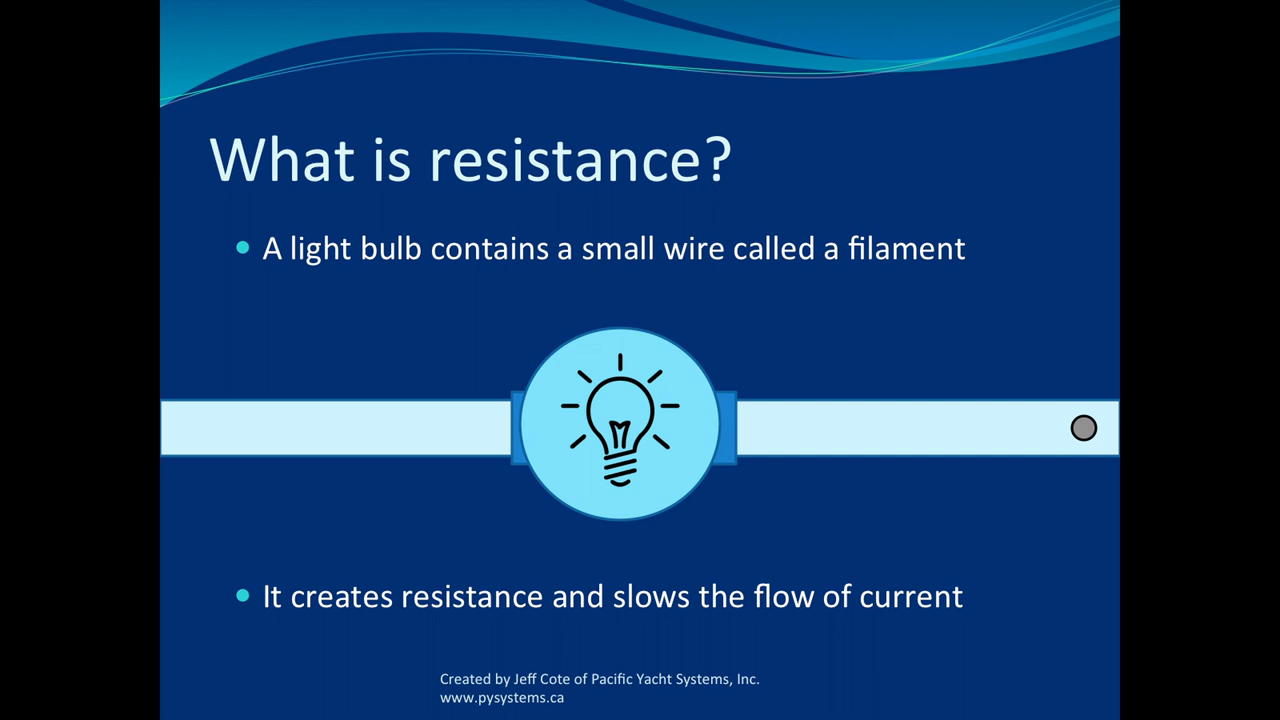 What is resistance?
A light bulb contains a small wire called a filament
It creates resistance and slows the flow of current
Created by Jeff Cote of Pacific Yacht Systems, Inc.
www.pysystems.ca